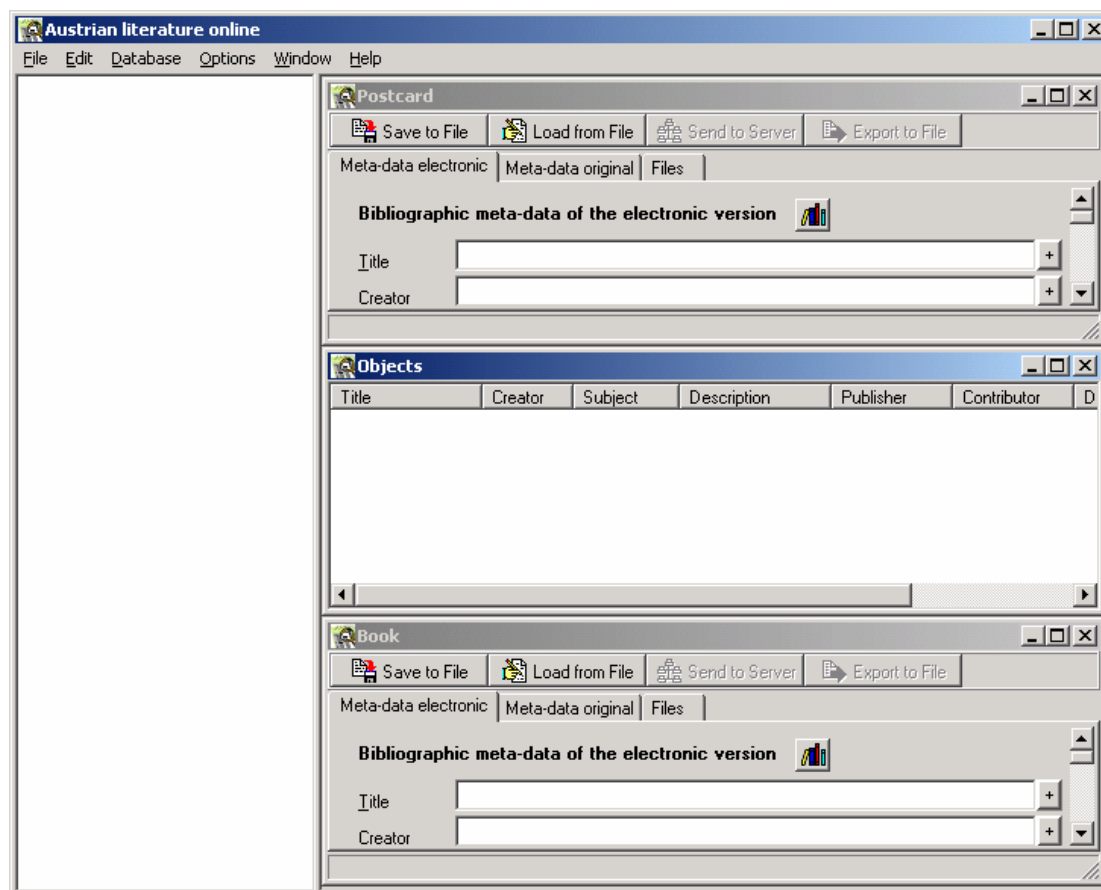 Austrian literature online
File Edit Database Options Window Help
Postcard
Save to File Load from File Send to Server Export to File
Meta-data electronic Meta-data original Files
Bibliographic meta-data of the electronic version
Title +
Creator +
Objects
Title Creator Subject Description Publisher Contributor D
Book
Save to File Load from File Send to Server Export to File
Meta-data electronic Meta-data original Files
Bibliographic meta-data of the electronic version
Title +
Creator +